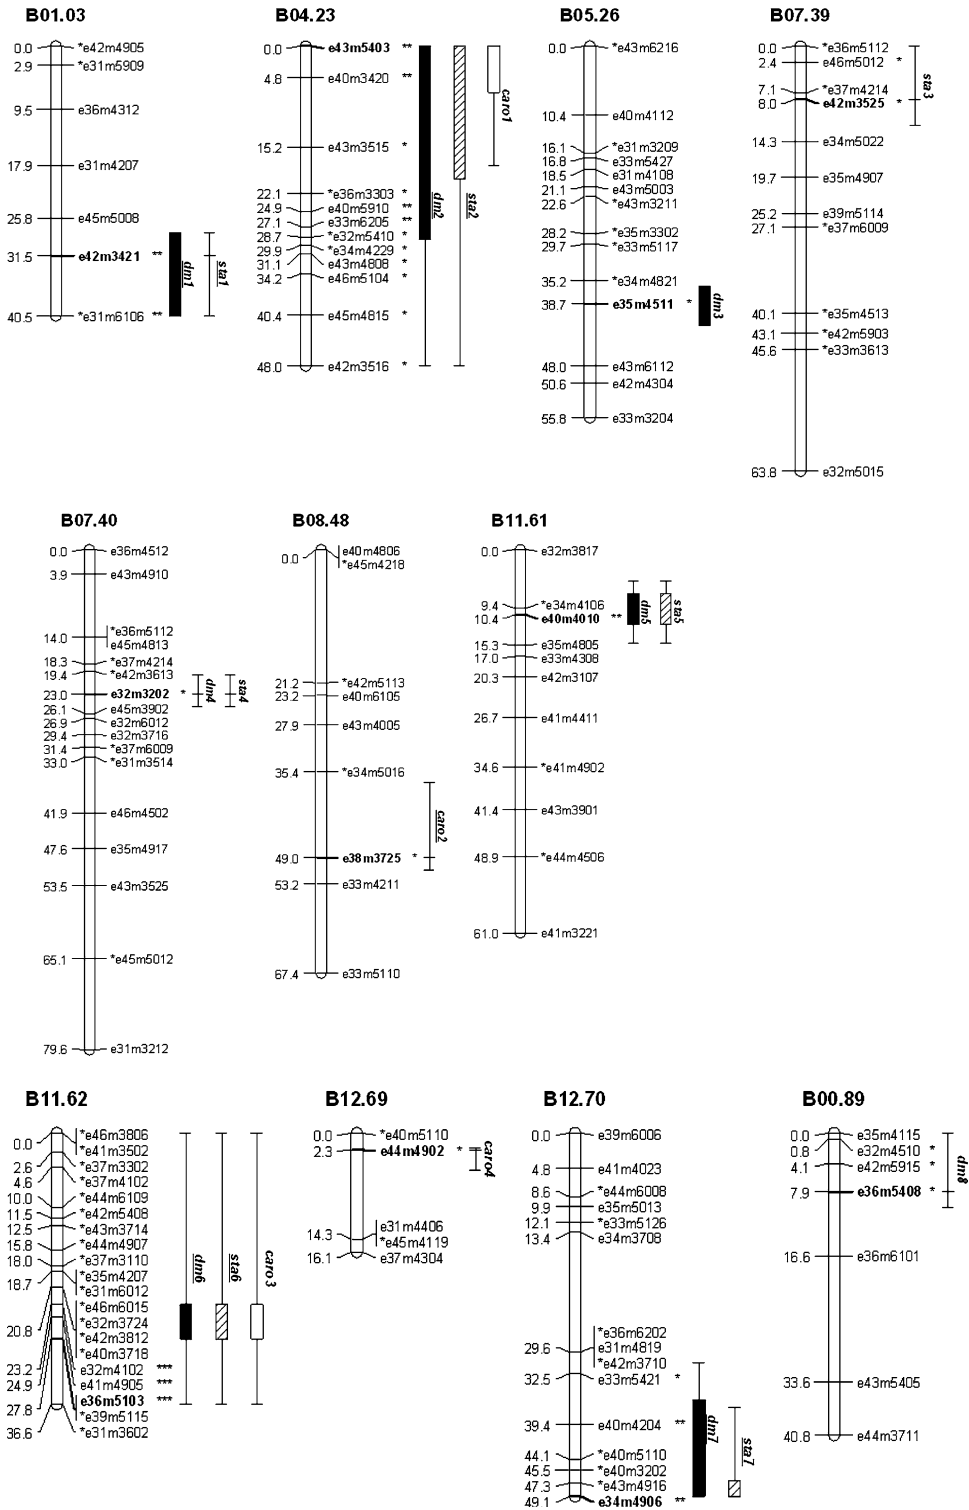 B01.03
0.0 *e42m4905
2.9 *e31m5909
9.5 e36m4312
17.9 e31m4207
25.8 e45m5008
31.5 e42m3421 **
40.5 *e31m6106 **
dm1
sta1
B04.23
0.0 e43m5403 **
4.8 e40m3420 **
15.2 e43m3515 *
22.1 *e36m3303 *
24.9 e40m5910 **
27.1 e33m6205 **
28.7 *e32m5410 *
29.9 *e34m4229 *
31.1 e43m4808 *
34.2 e46m5104 *
40.4 e45m4815 *
48.0 e42m3516 *
dm2
sta2
caro1
B05.26
0.0 *e43m6216
10.4 e40m4112
16.1 *e31m3209
16.8 e33m5427
18.5 e31m4108
21.1 e43m5003
22.6 *e43m3211
28.2 *e35m3302
29.7 *e33m5117
35.2 *e34m4821
38.7 e35m4511 *
48.0 e43m6112
50.6 e42m4304
55.8 e33m3204
dm3
B07.39
0.0 *e36m5112
2.4 e46m5012 *
7.1 *e37m4214
8.0 e42m3525 *
14.3 e34m5022
19.7 e35m4907
25.2 e39m5114
27.1 *e37m6009
40.1 *e35m4513
43.1 *e42m5903
45.6 *e33m3613
63.8 e32m5015
sta3
B07.40
0.0 e36m4512
3.9 e43m4910
14.0 *e36m5112
e45m4813
18.3 *e37m4214
19.4 *e42m3613
23.0 e32m3202 *
26.1 e45m3902
26.9 e32m6012
29.4 e32m3716
31.4 *e37m6009
33.0 *e31m3514
41.9 e46m4502
47.6 e35m4917
53.5 e43m3525
65.1 *e45m5012
79.6 e31m3212
dm4
sta4
B08.48
0.0 e40m4806
*e45m4218
21.2 *e42m5113
23.2 e40m6105
27.9 e43m4005
35.4 *e34m5016
49.0 e38m3725 *
53.2 e33m4211
67.4 e33m5110
caro2
B11.61
0.0 e32m3817
9.4 *e34m4106
10.4 e40m4010 **
15.3 e35m4805
17.0 e33m4308
20.3 e42m3107
26.7 e41m4411
34.6 *e41m4902
41.4 e43m3901
48.9 *e44m4506
61.0 e41m3221
dm5
sta5
B11.62
*e46m3806
0.0 *e41m3502
2.6 *e37m3302
4.6 *e37m4102
10.0 *e44m6109
11.5 e42m5408
12.5 *e43m3714
15.8 *e44m4907
18.0 *e37m3110
18.7 *e35m4207
*e31m6012
*e46m6015
20.8 *e32m3724
*e42m3812
*e40m3718
23.2 e32m4102 ***
24.9 e41m4905 ***
27.8 *e36m5103 ***
*e39m5115
36.6 *e31m3602
dm6
sta6
caro3
B12.69
0.0 *e40m5110
2.3 e44m4902 *
14.3 e31m4406
*e45m4119
16.1 e37m4304
caro4
B12.70
0.0 e39m6006
4.8 e41m4023
8.6 *e44m6008
9.9 e35m5013
12.1 *e33m5126
13.4 e34m3708
*e36m6202
29.6 e31m4819
*e42m3710
32.5 e33m5421 *
39.4 e40m4204 **
44.1 *e40m5110
45.5 *e40m3202
47.3 *e43m4916
49.1 e34m4906 **
dm7
sta7
B00.89
0.0 e35m4115
0.8 *e32m4510 *
4.1 e42m5915 *
7.9 e36m5408 *
16.6 e36m6101
33.6 e43m5405
40.8 e44m3711
dm8